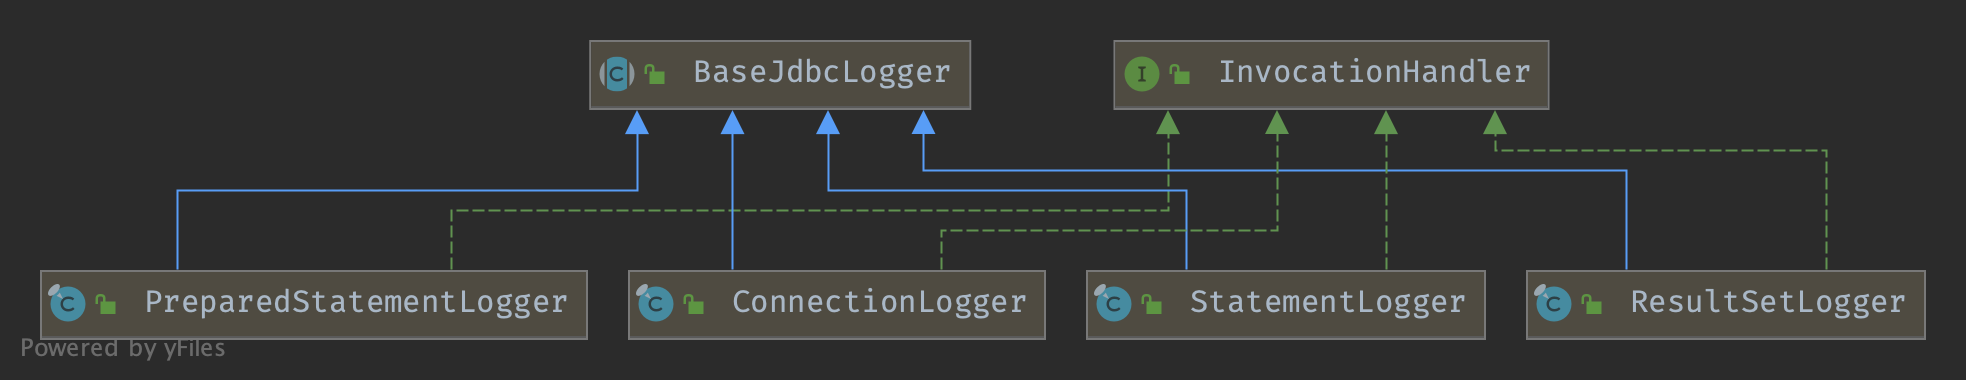 BaseJdbcLogger
InvocationHandler
PreparedStatementLogger
ConnectionLogger
StatementLogger
ResultSetLogger
Powered by yFiles